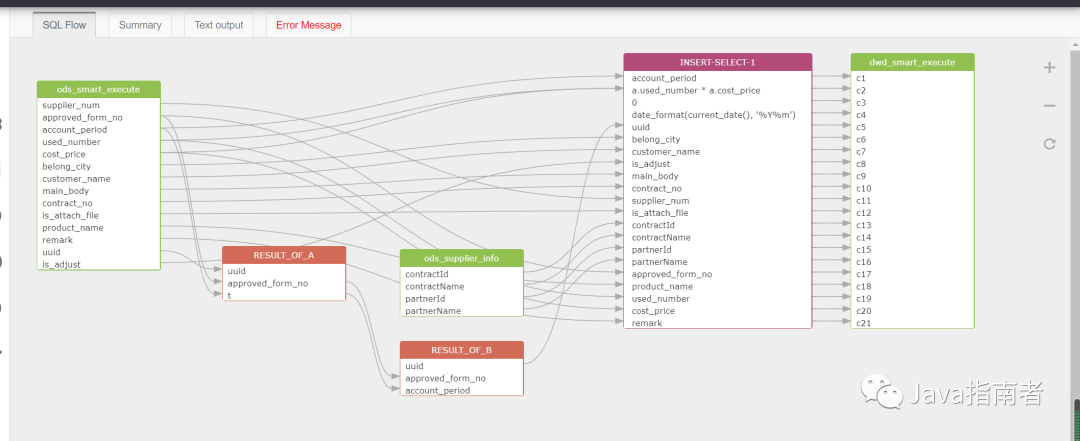 SQL Flow
Summary
Text output
Error Message
ods_smart_execute
supplier_num
approved_form_no
account_period
used_number
cost_price
belong_city
customer_name
main_body
contract_no
is_attach_file
product_name
remark
uuid
is_adjust
RESULT_OF_A
uuid
approved_form_no
t
ods_supplier_info
contractId
contractName
partnerId
partnerName
RESULT_OF_B
uuid
approved_form_no
account_period
INSERT-SELECT-1
account_period
a.used_number * a.cost_price
0
date_format(current_date(), '%Y%m')
uuid
belong_city
customer_name
is_adjust
main_body
contract_no
supplier_num
is_attach_file
contractId
contractName
partnerId
partnerName
approved_form_no
product_name
used_number
cost_price
remark
dwd_smart_execute
c1
c2
c3
c4
c5
c6
c7
c8
c9
c10
c11
c12
c13
c14
c15
c16
c17
c18
c19
c20
c21
Java指南者